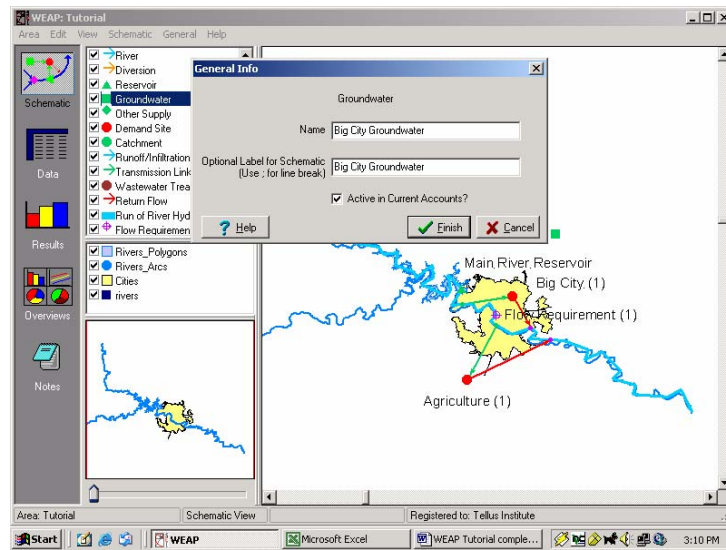 WEAP: Tutorial
Area Edit View Schematic General Help
Schematic
Data
Results
Overviews
Notes
River
Diversion
Reservoir
Groundwater
Other Supply
Demand Site
Catchment
Runoff/Infiltration
Transmission Link
Wastewater Trea
Return Flow
Run of River Hyd
Flow Requiremen
Rivers_Polygons
Rivers_Arcs
Cities
rivers
General Info
Groundwater
Name Big City Groundwater
Optional Label for Schematic
(Use ; for line break) Big City Groundwater
Active in Current Accounts?
Help Finish Cancel
Main River Reservoir
Big City (1)
Flow Requirement (1)
Agriculture (1)
Area: Tutorial Schematic View Registered to: Tellus Institute
Start WEAP Microsoft Excel WEAP Tutorial comple... 3:10 PM